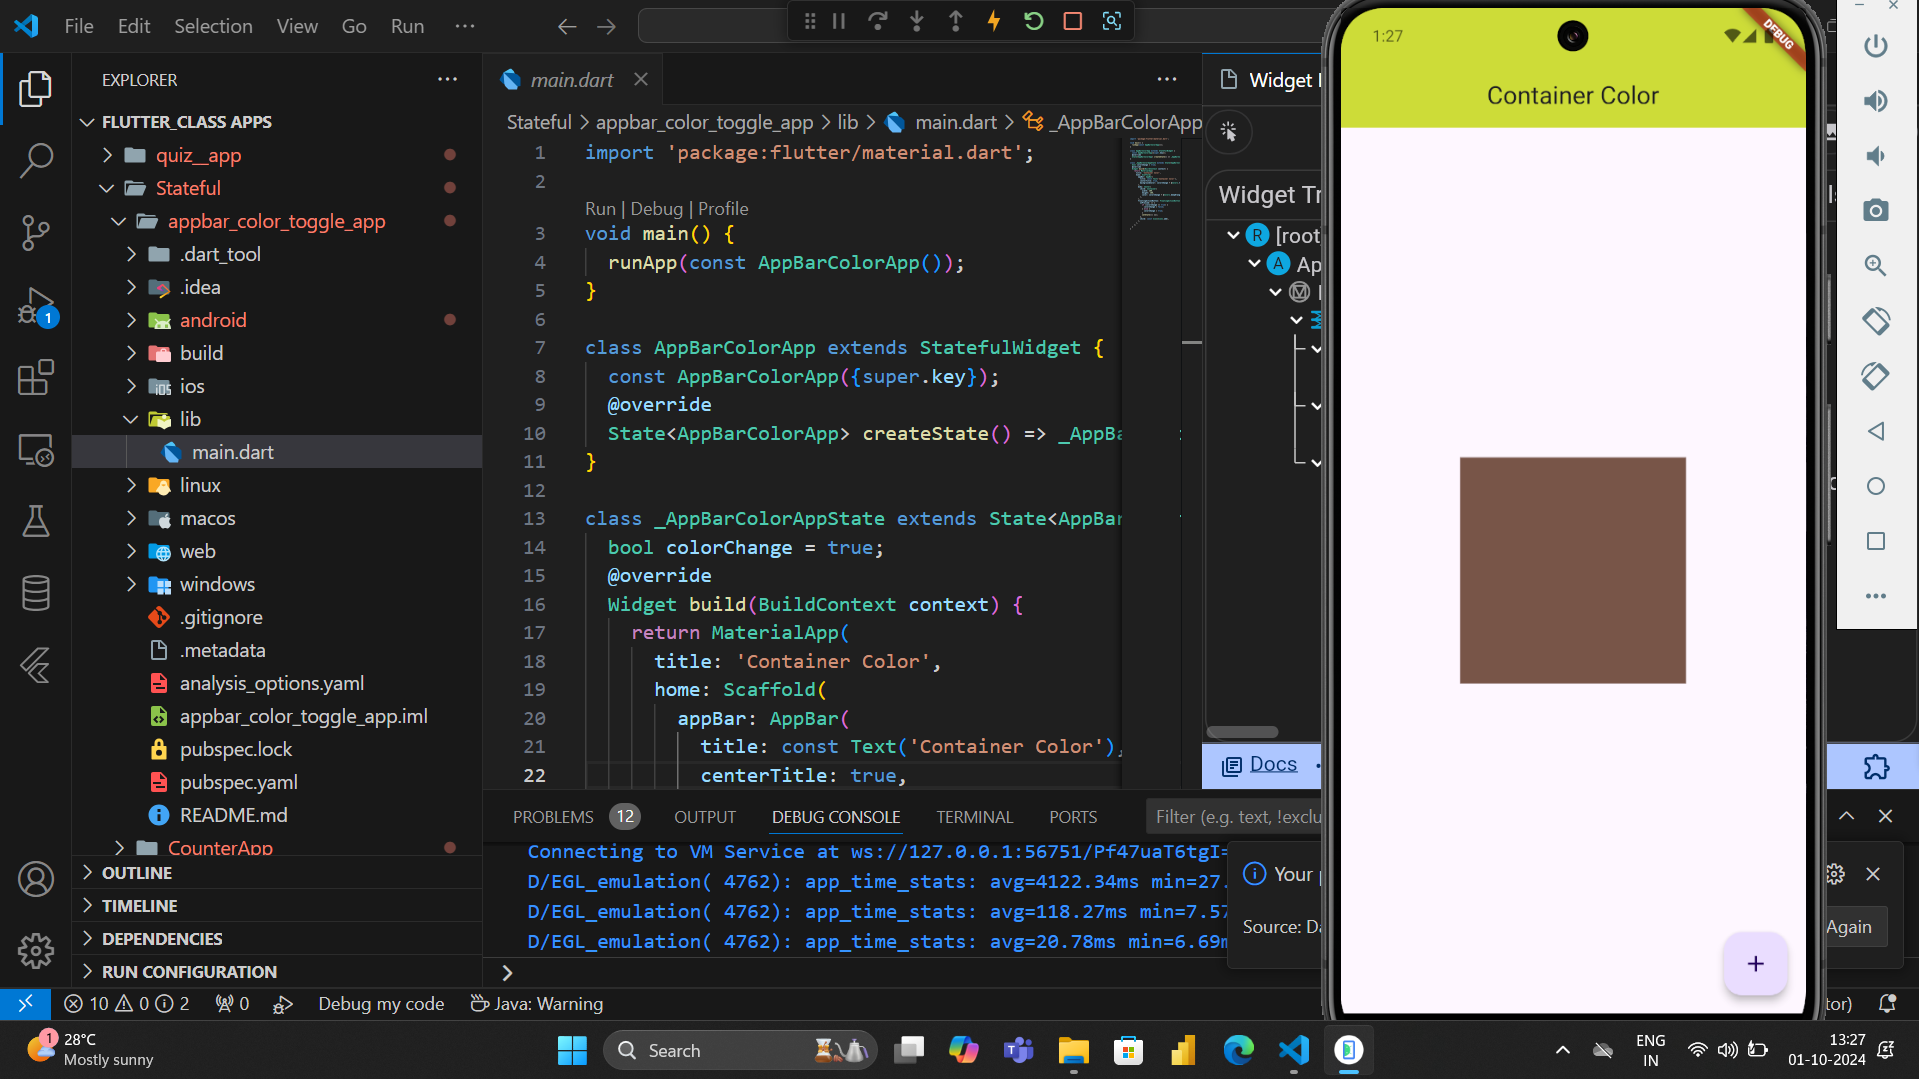 File Edit Selection View Go Run
EXPLORER
FLUTTER_CLASS APPS
quiz__app
Stateful
appbar_color_toggle_app
.dart_tool
.idea
android
build
ios
lib
main.dart
linux
macos
web
windows
.gitignore
.metadata
analysis_options.yaml
appbar_color_toggle_app.iml
pubspec.lock
pubspec.yaml
README.md
CounterApp
OUTLINE
TIMELINE
DEPENDENCIES
RUN CONFIGURATION
1
main.dart
Stateful > appbar_color_toggle_app > lib > main.dart > _AppBarColorApp
1 import 'package:flutter/material.dart';
2
Run | Debug | Profile
3 void main() {
4 runApp(const AppBarColorApp());
5 }
6
7 class AppBarColorApp extends StatefulWidget {
8 const AppBarColorApp({super.key});
9 @override
10 State<AppBarColorApp> createState() => _AppBa
11 }
12
13 class _AppBarColorAppState extends State<AppBar
14 bool colorChange = true;
15 @override
16 Widget build(BuildContext context) {
17 return MaterialApp(
18 title: 'Container Color',
19 home: Scaffold(
20 appBar: AppBar(
21 title: const Text('Container Color'),
22 centerTitle: true,
PROBLEMS 12 OUTPUT DEBUG CONSOLE TERMINAL PORTS Filter (e.g. text, !exclu
Connecting to VM Service at ws://127.0.0.1:56751/Pf47uaT6tgI=
D/EGL_emulation( 4762): app_time_stats: avg=4122.34ms min=27.
D/EGL_emulation( 4762): app_time_stats: avg=118.27ms min=7.57
D/EGL_emulation( 4762): app_time_stats: avg=20.78ms min=6.69m
Widget
Widget Tr
R [root
A Ap
M
Docs
Your
Source: Da
Again
1:27
DEBUG
Container Color
+
10 0 2 0 Debug my code Java: Warning tor)
1 28°C
Mostly sunny
Search
ENG
IN
13:27
01-10-2024